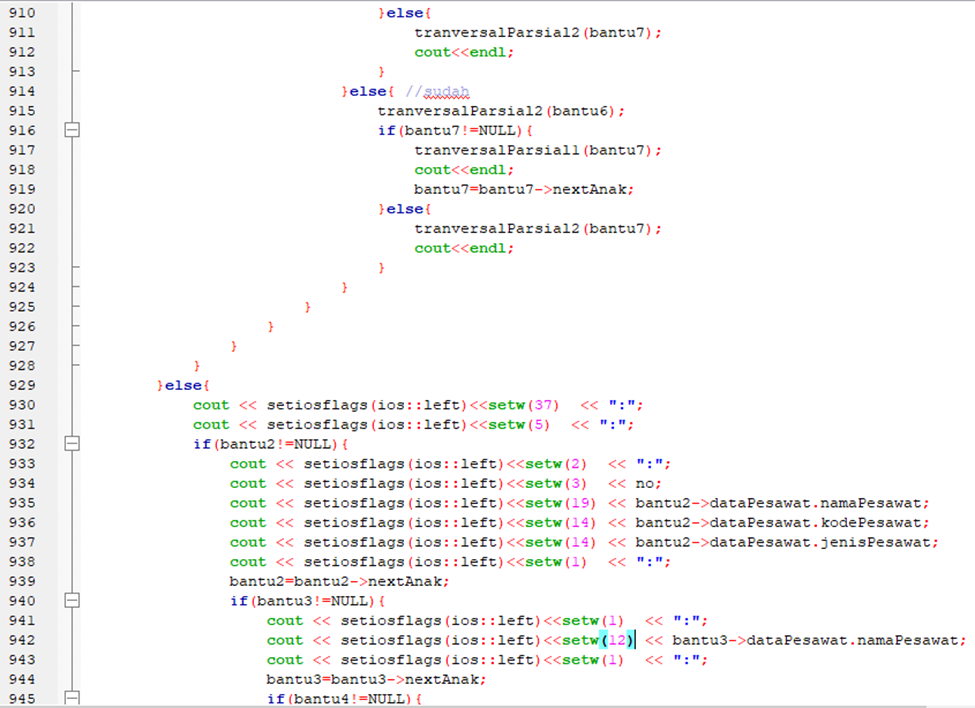 910 }else{
911 tranversalParsial2(bantu7);
912 cout<<endl;
913 }
914 }else{ //sudah
915 tranversalParsial2(bantu6);
916 if(bantu7!=NULL){
917 tranversalParsial1(bantu7);
918 cout<<endl;
919 bantu7=bantu7->nextAnak;
920 }else{
921 tranversalParsial2(bantu7);
922 cout<<endl;
923 }
924 }
925 }
926 }
927 }
928 }
929 }else{
930 cout << setiosflags(ios::left)<<setw(37) << ":";
931 cout << setiosflags(ios::left)<<setw(5) << ":";
932 if(bantu2!=NULL){
933 cout << setiosflags(ios::left)<<setw(2) << ":";
934 cout << setiosflags(ios::left)<<setw(3) << no;
935 cout << setiosflags(ios::left)<<setw(19) << bantu2->dataPesawat.namaPesawat;
936 cout << setiosflags(ios::left)<<setw(14) << bantu2->dataPesawat.kodePesawat;
937 cout << setiosflags(ios::left)<<setw(14) << bantu2->dataPesawat.jenisPesawat;
938 cout << setiosflags(ios::left)<<setw(1) << ":";
939 bantu2=bantu2->nextAnak;
940 if(bantu3!=NULL){
941 cout << setiosflags(ios::left)<<setw(1) << ":";
942 cout << setiosflags(ios::left)<<setw(12) << bantu3->dataPesawat.namaPesawat;
943 cout << setiosflags(ios::left)<<setw(1) << ":";
944 bantu3=bantu3->nextAnak;
945 if(bantu4!=NULL){